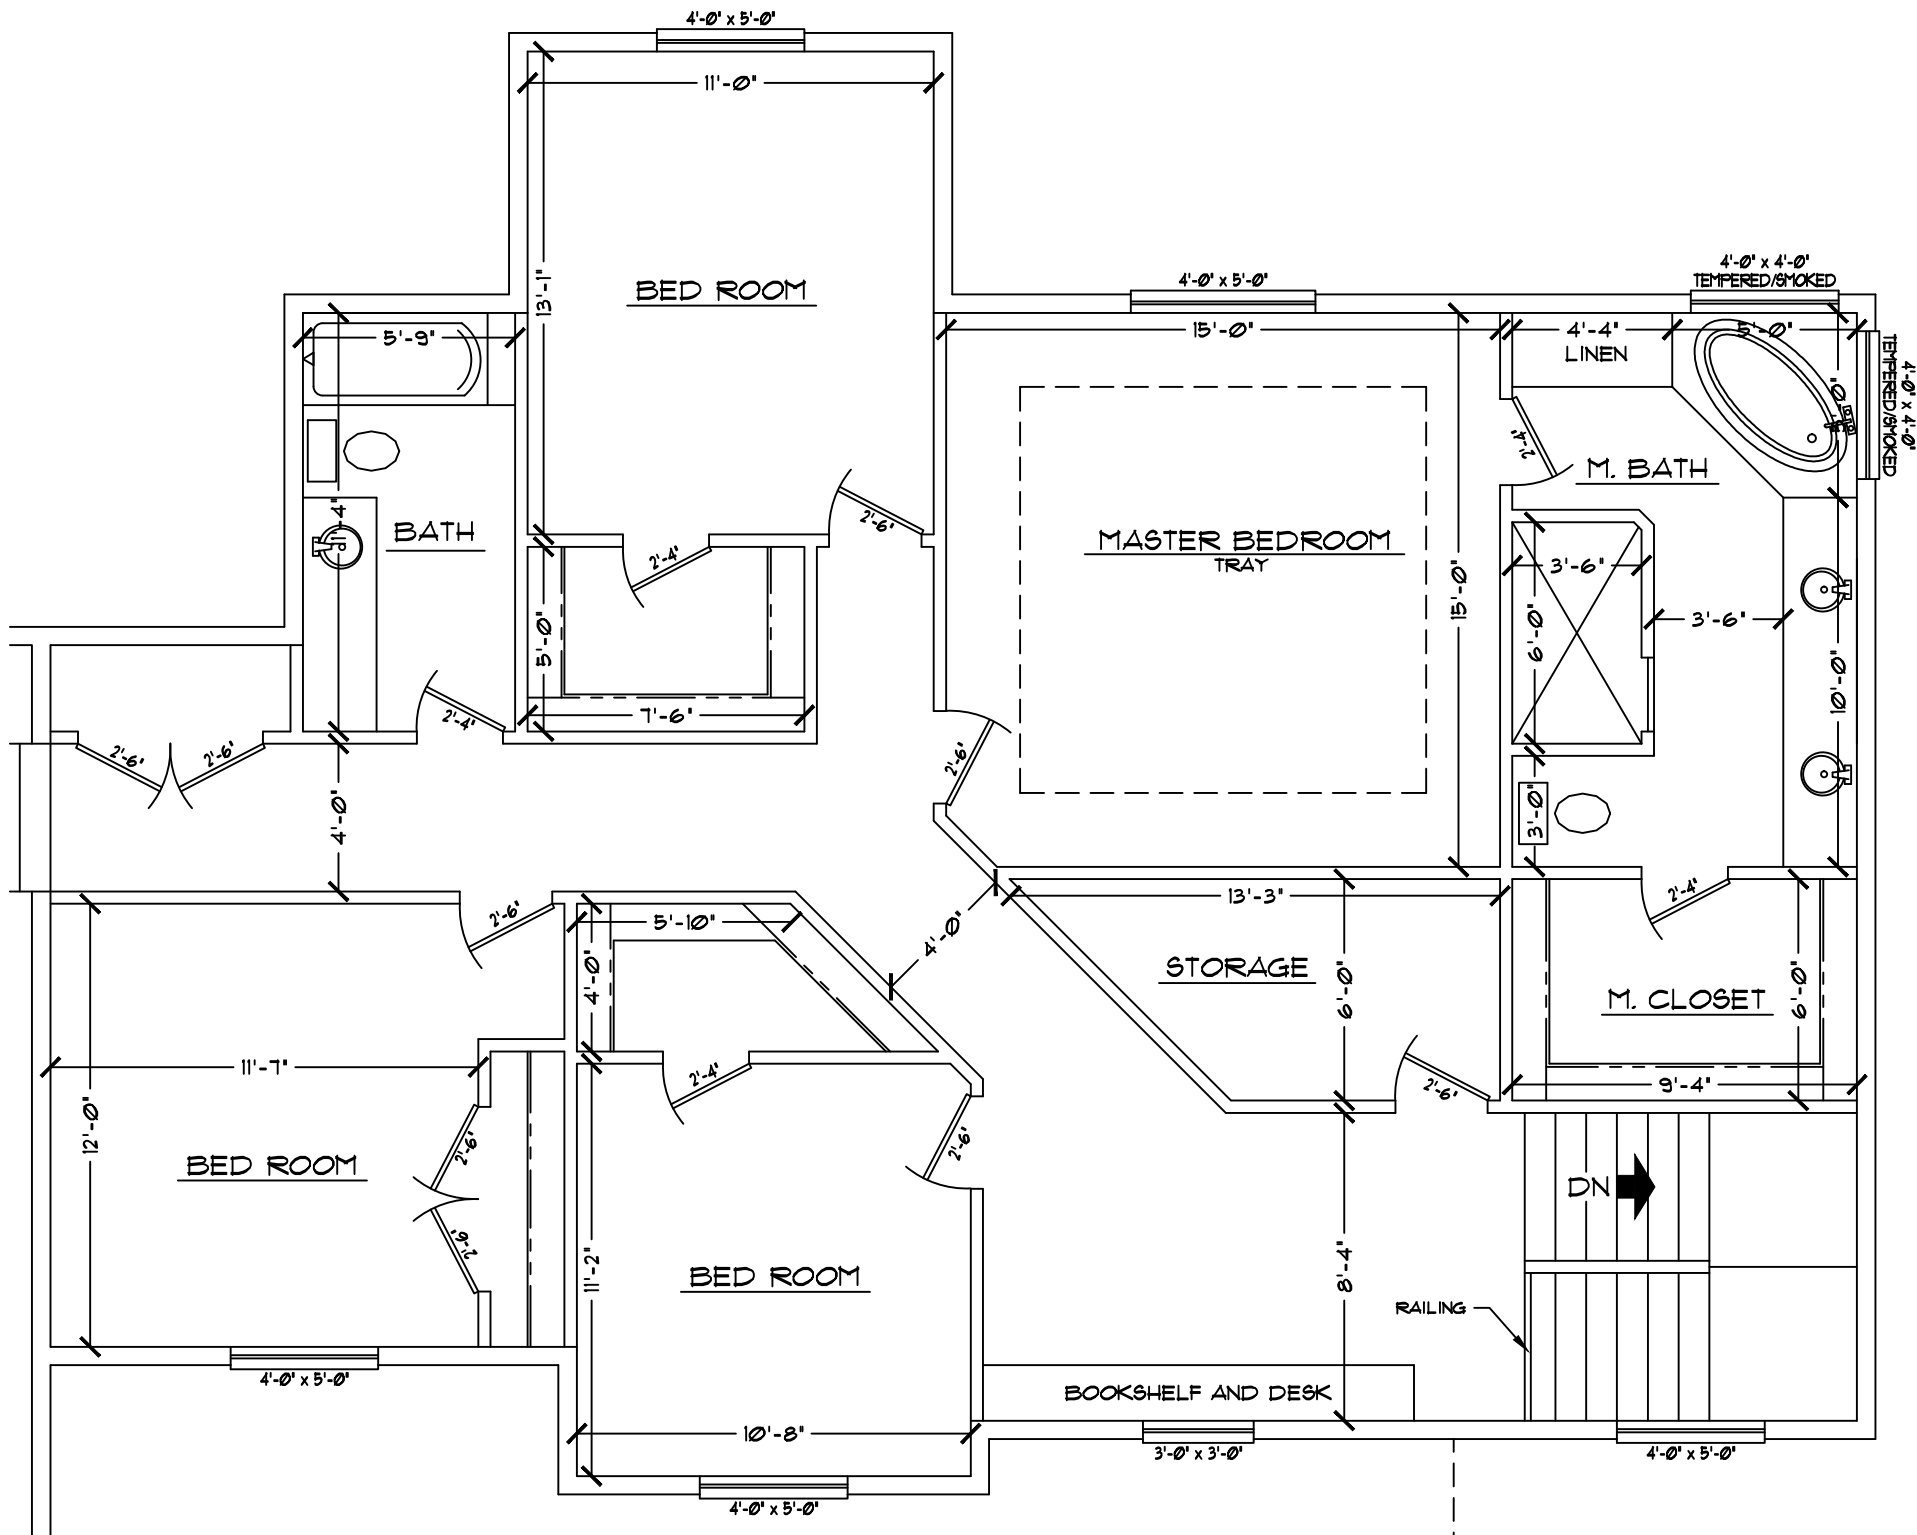 4'-0" x 5'-0"
11'-0"
13'-1"
BED ROOM
4'-0" x 5'-0"
4'-0" x 4'-0"
TEMPERED/SMOKED
5'-9"
15'-0"
4'-4"
5'-0"
LINEN
4'-0" x 4'-0"
TEMPERED/SMOKED
2'-4"
M. BATH
BATH
2'-6"
2'-4"
MASTER BEDROOM
TRAY
15'-0"
3'-6"
6'-0"
3'-6"
5'-0"
10'-0"
7'-6"
2'-4"
2'-6"
2'-6"
2'-6"
4'-0"
3'-0"
2'-4"
2'-6"
5'-10"
4'-0"
4'-0"
13'-3"
STORAGE
6'-0"
M. CLOSET
6'-0"
11'-7"
2'-4"
2'-6"
9'-4"
12'-0"
BED ROOM
2'-6"
2'-6"
2'-6"
DN
11'-2"
BED ROOM
8'-4"
RAILING
4'-0" x 5'-0"
BOOKSHELF AND DESK
10'-8"
3'-0" x 3'-0"
4'-0" x 5'-0"
4'-0" x 5'-0"